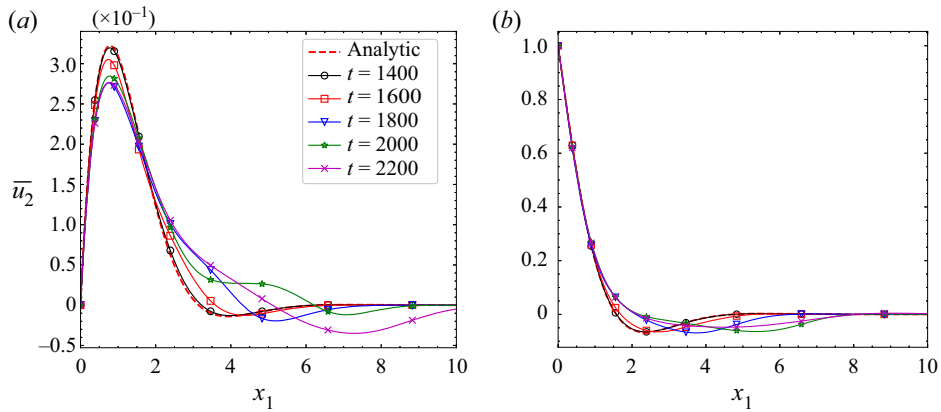 (a)
(×10⁻¹)
3.0
2.5
2.0
1.5
1.0
0.5
0
–0.5
u̅₂
0 2 4 6 8 10
x₁
Analytic
t = 1400
t = 1600
t = 1800
t = 2000
t = 2200
(b)
1.0
0.8
0.6
0.4
0.2
0
0 2 4 6 8 10
x₁